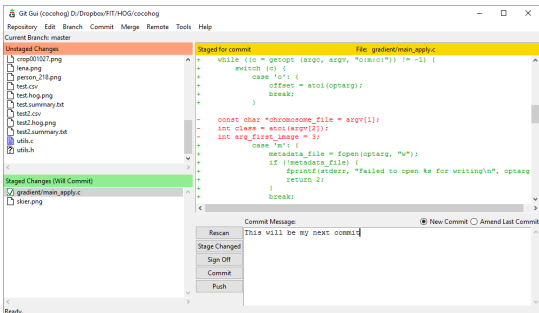 Git Gui (cocohog) D:/Dropbox/FIT/HOG/cocohog
Repository Edit Branch Commit Merge Remote Tools Help
Current Branch: master
Unstaged Changes
crop001027.png
lena.png
person_218.png
test.csv
test.hog.png
test.summary.txt
test2.csv
test2.hog.png
test2.summary.txt
utils.c
utils.h
Staged Changes (Will Commit)
gradient/main_apply.c
skier.png
Staged for commit File: gradient/main_apply.c
+ while ((c = getopt (argc, argv, "o:m:c:")) != -1) {
+ switch (c) {
+ case 'o': {
+ offset = atoi(optarg);
+ break;
+ }
- const char *chromosome_file = argv[1];
- int class = atoi(argv[2]);
- int arg_first_image = 3;
+ case 'm': {
+ metadata_file = fopen(optarg, "w");
+ if (!metadata_file) {
+ fprintf(stderr, "Failed to open %s for writing\n", optarg
+ return 2;
+ }
+ break;
Commit Message: New Commit Amend Last Commit
Rescan
Stage Changed
Sign Off
Commit
Push
This will be my next commit
Ready.